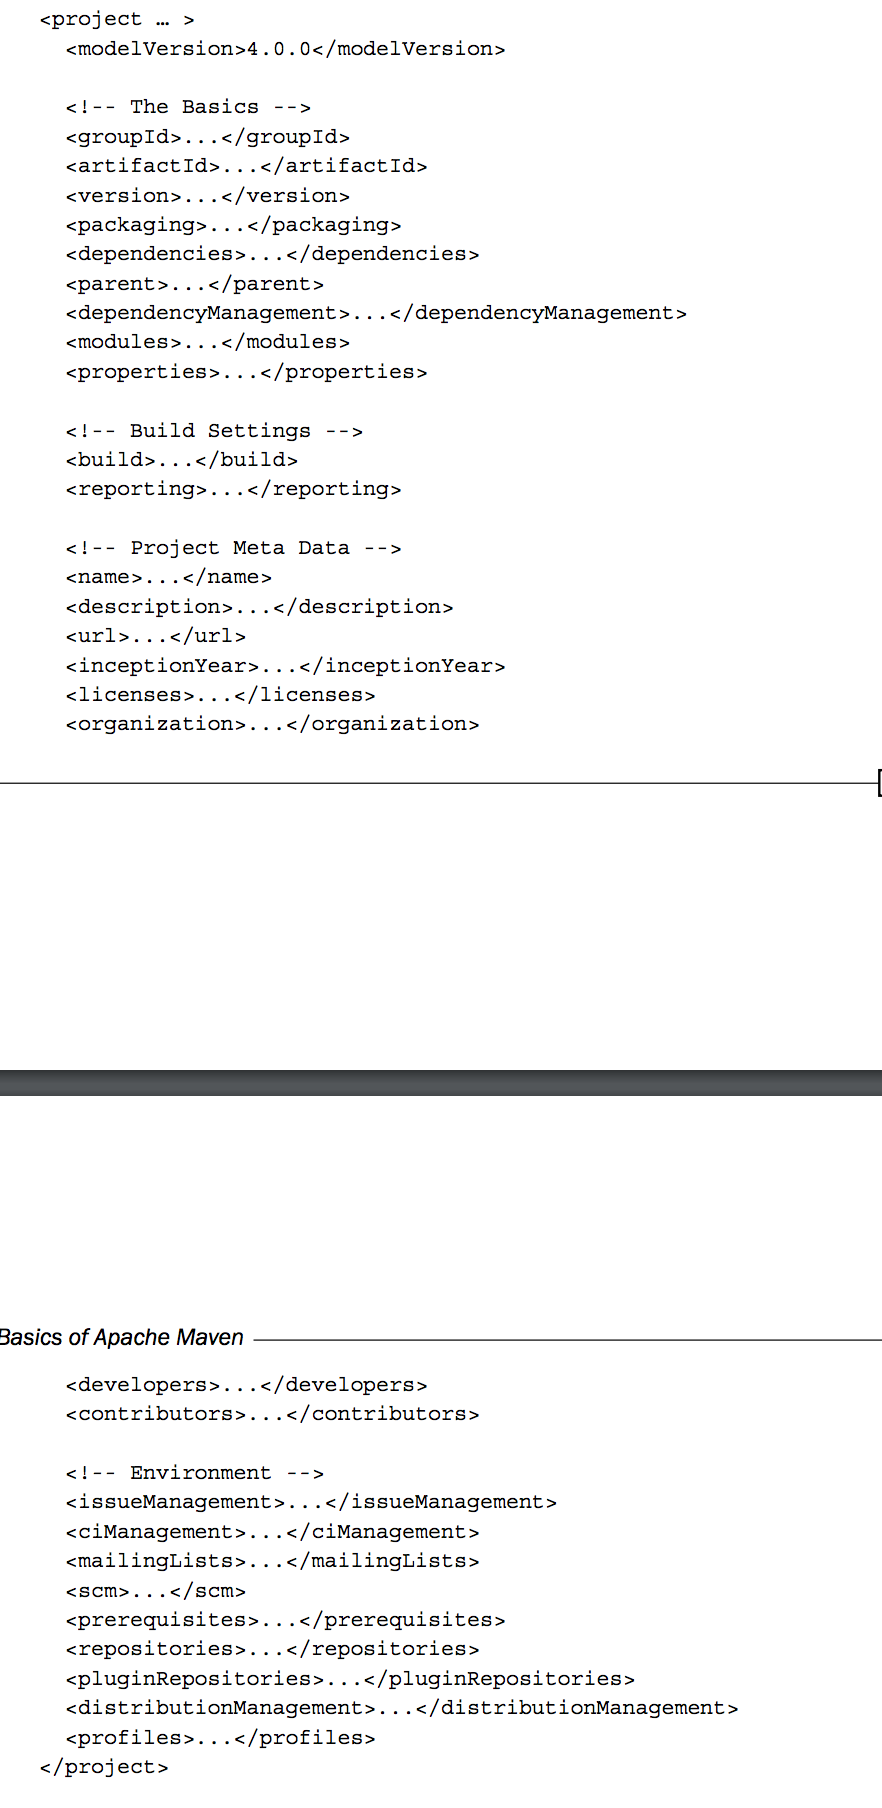 <project … >
<modelVersion>4.0.0</modelVersion>
<!-- The Basics -->
<groupId>...</groupId>
<artifactId>...</artifactId>
<version>...</version>
<packaging>...</packaging>
<dependencies>...</dependencies>
<parent>...</parent>
<dependencyManagement>...</dependencyManagement>
<modules>...</modules>
<properties>...</properties>
<!-- Build Settings -->
<build>...</build>
<reporting>...</reporting>
<!-- Project Meta Data -->
<name>...</name>
<description>...</description>
<url>...</url>
<inceptionYear>...</inceptionYear>
<licenses>...</licenses>
<organization>...</organization>
Basics of Apache Maven
<developers>...</developers>
<contributors>...</contributors>
<!-- Environment -->
<issueManagement>...</issueManagement>
<ciManagement>...</ciManagement>
<mailingLists>...</mailingLists>
<scm>...</scm>
<prerequisites>...</prerequisites>
<repositories>...</repositories>
<pluginRepositories>...</pluginRepositories>
<distributionManagement>...</distributionManagement>
<profiles>...</profiles>
</project>